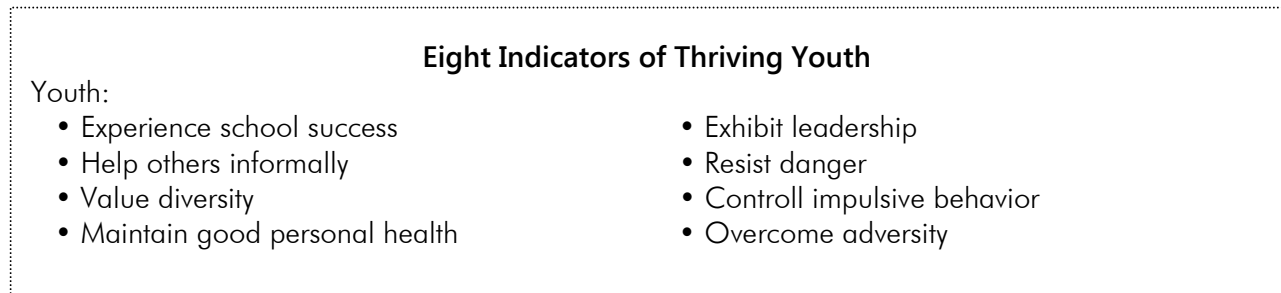 Eight Indicators of Thriving Youth
Youth:
• Experience school success
• Help others informally
• Value diversity
• Maintain good personal health
• Exhibit leadership
• Resist danger
• Controll impulsive behavior
• Overcome adversity